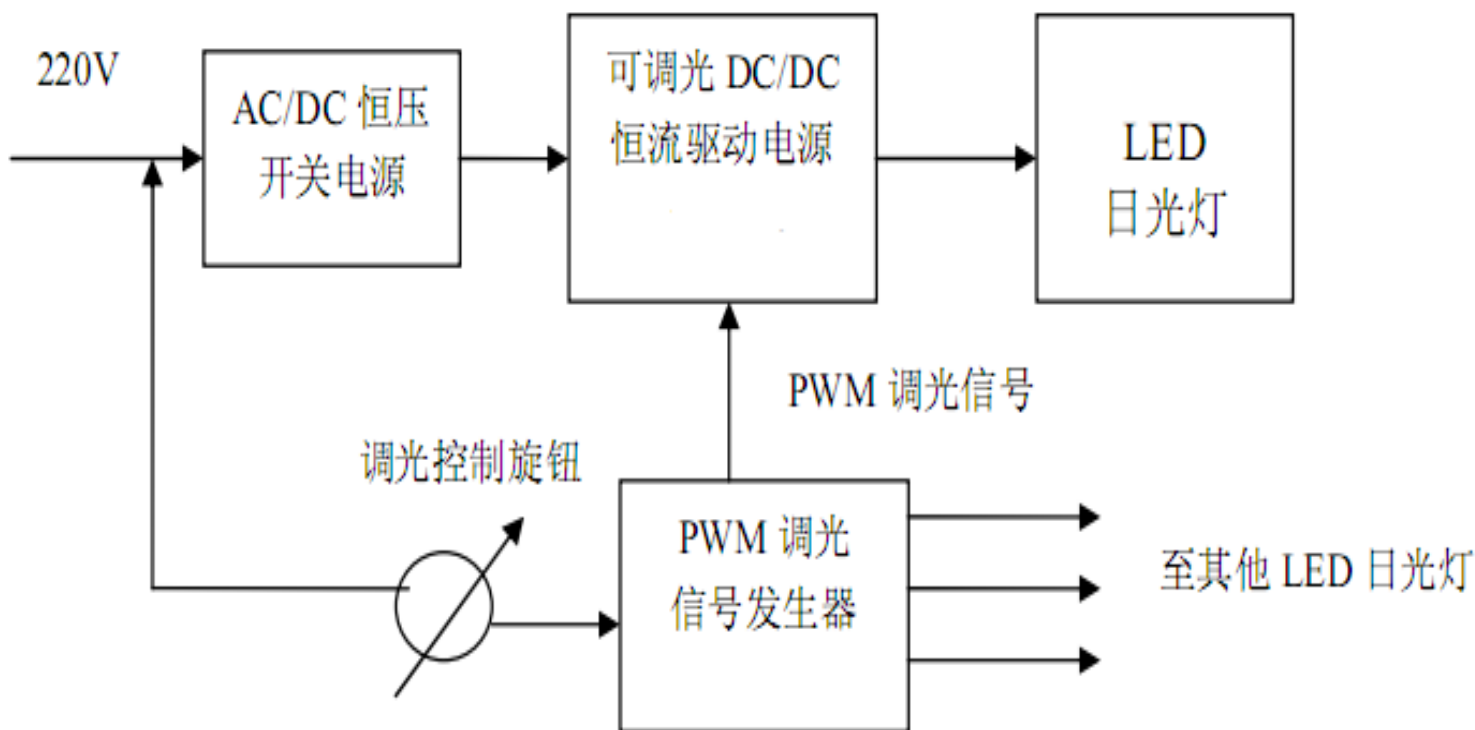 220V
AC/DC 恒压
开关电源
可调光 DC/DC
恒流驱动电源
LED
日光灯
PWM 调光信号
调光控制旋钮
PWM 调光
信号发生器
至其他 LED 日光灯